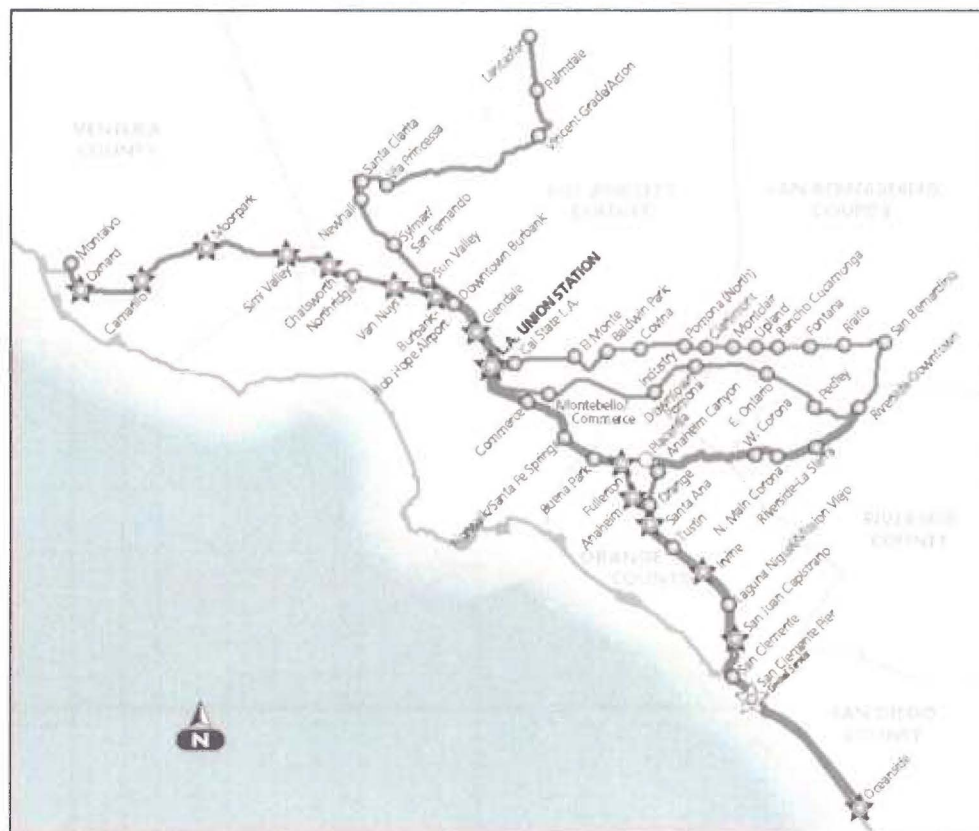 Lancaster
Palmdale
Vincent Grade/Acton
VENTURA
COUNTY
Santa Clarita
Via Princessa
Newhall
LOS ANGELES
COUNTY
SAN BERNARDINO
COUNTY
Sylmar/
San Fernando
Sun Valley
Downtown Burbank
Montalvo
Oxnard
Camarillo
Moorpark
Simi Valley
Chatsworth
Northridge
Van Nuys
Burbank-
Bob Hope Airport
Glendale
L.A. UNION STATION
Cal State L.A.
El Monte
Baldwin Park
Covina
Pomona (North)
Claremont
Montclair
Upland
Rancho Cucamonga
Fontana
Rialto
San Bernardino
Commerce
Montebello/
Commerce
Industry
Downtown
Pomona
E. Ontario
Pedley
Riverside-Downtown
Norwalk/Santa Fe Springs
Buena Park
Fullerton
Placentia
Anaheim Canyon
W. Corona
N. Main Corona
Riverside-La Sierra
Anaheim
Orange
Santa Ana
Tustin
Irvine
ORANGE
COUNTY
RIVERSIDE
COUNTY
Laguna Niguel/Mission Viejo
San Juan Capistrano
San Clemente
San Clemente Pier
Limited Service
SAN DIEGO
COUNTY
Oceanside
N